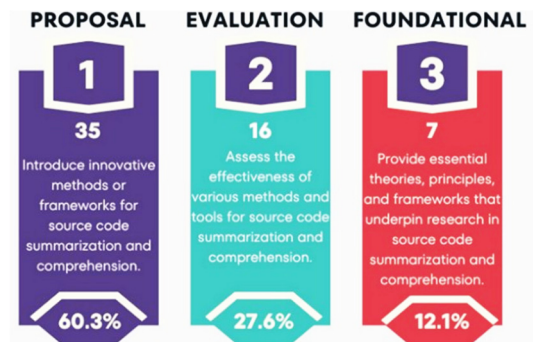 PROPOSAL
1
35
Introduce innovative
methods or
frameworks for
source code
summarization and
comprehension.
60.3%
EVALUATION
2
16
Assess the
effectiveness of
various methods and
tools for source code
summarization and
comprehension.
27.6%
FOUNDATIONAL
3
7
Provide essential
theories, principles,
and frameworks that
underpin research in
source code
summarization and
comprehension.
12.1%